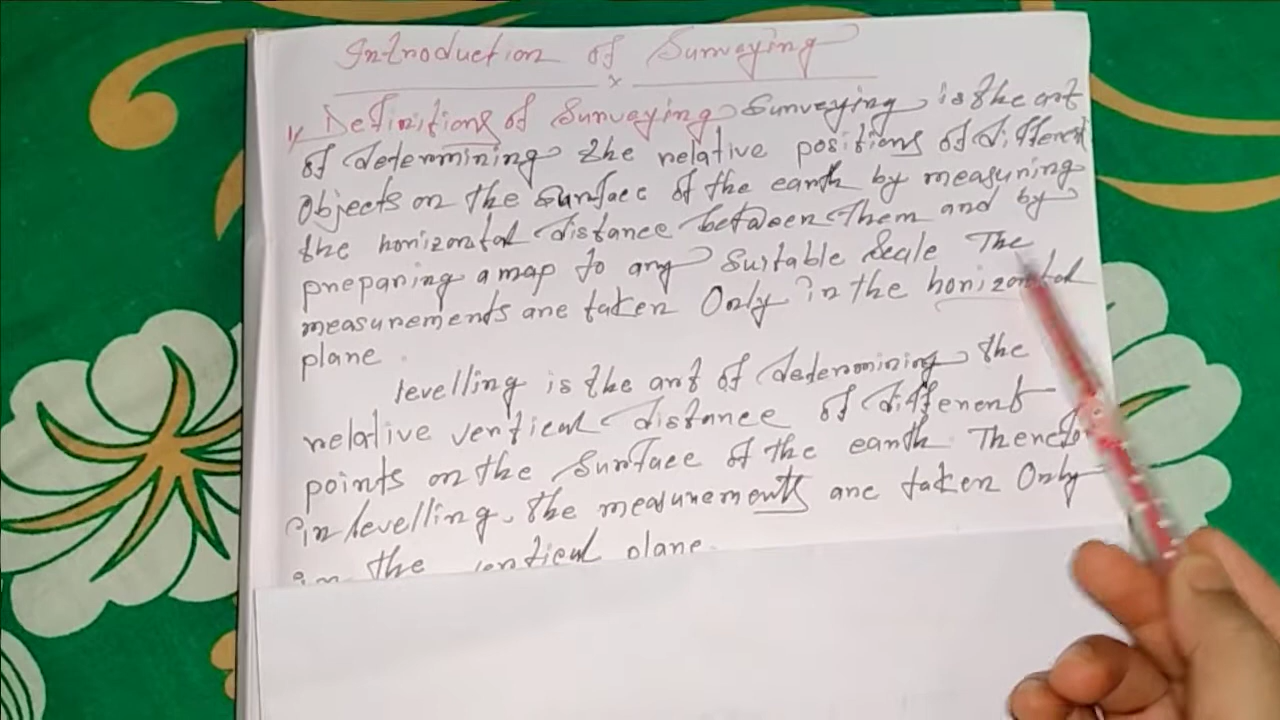 Introduction of Surveying
1) Definitions of Surveying Surveying is the art
of determining the relative positions of different
Objects on the Surface of the earth by measuring
the horizontal distance between them and by
preparing a map to any Suitable Scale The
measurements are taken Only in the horizontal
plane.
levelling is the art of determining the
relative vertical distance of different
points on the Surface of the earth. Therefo
in levelling, the measurements are taken Only
in the vertical plane.